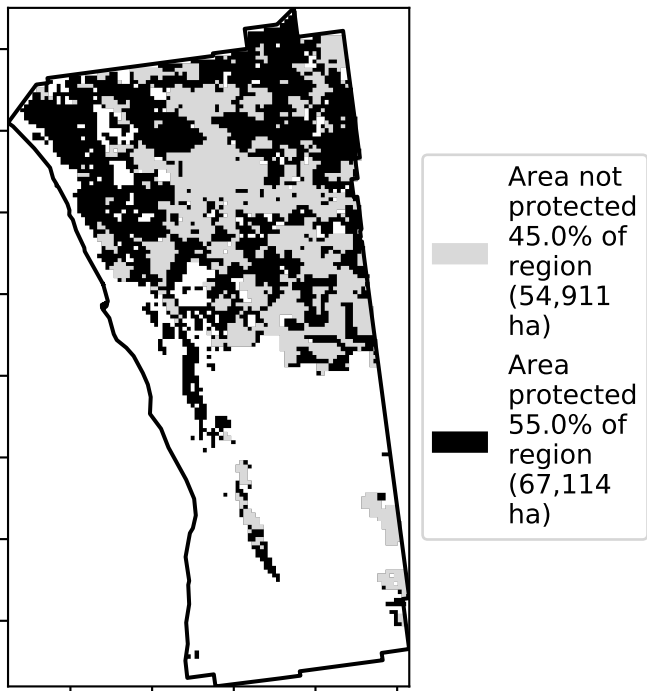 Area not
protected
45.0% of
region
(54,911
ha)
Area
protected
55.0% of
region
(67,114
ha)